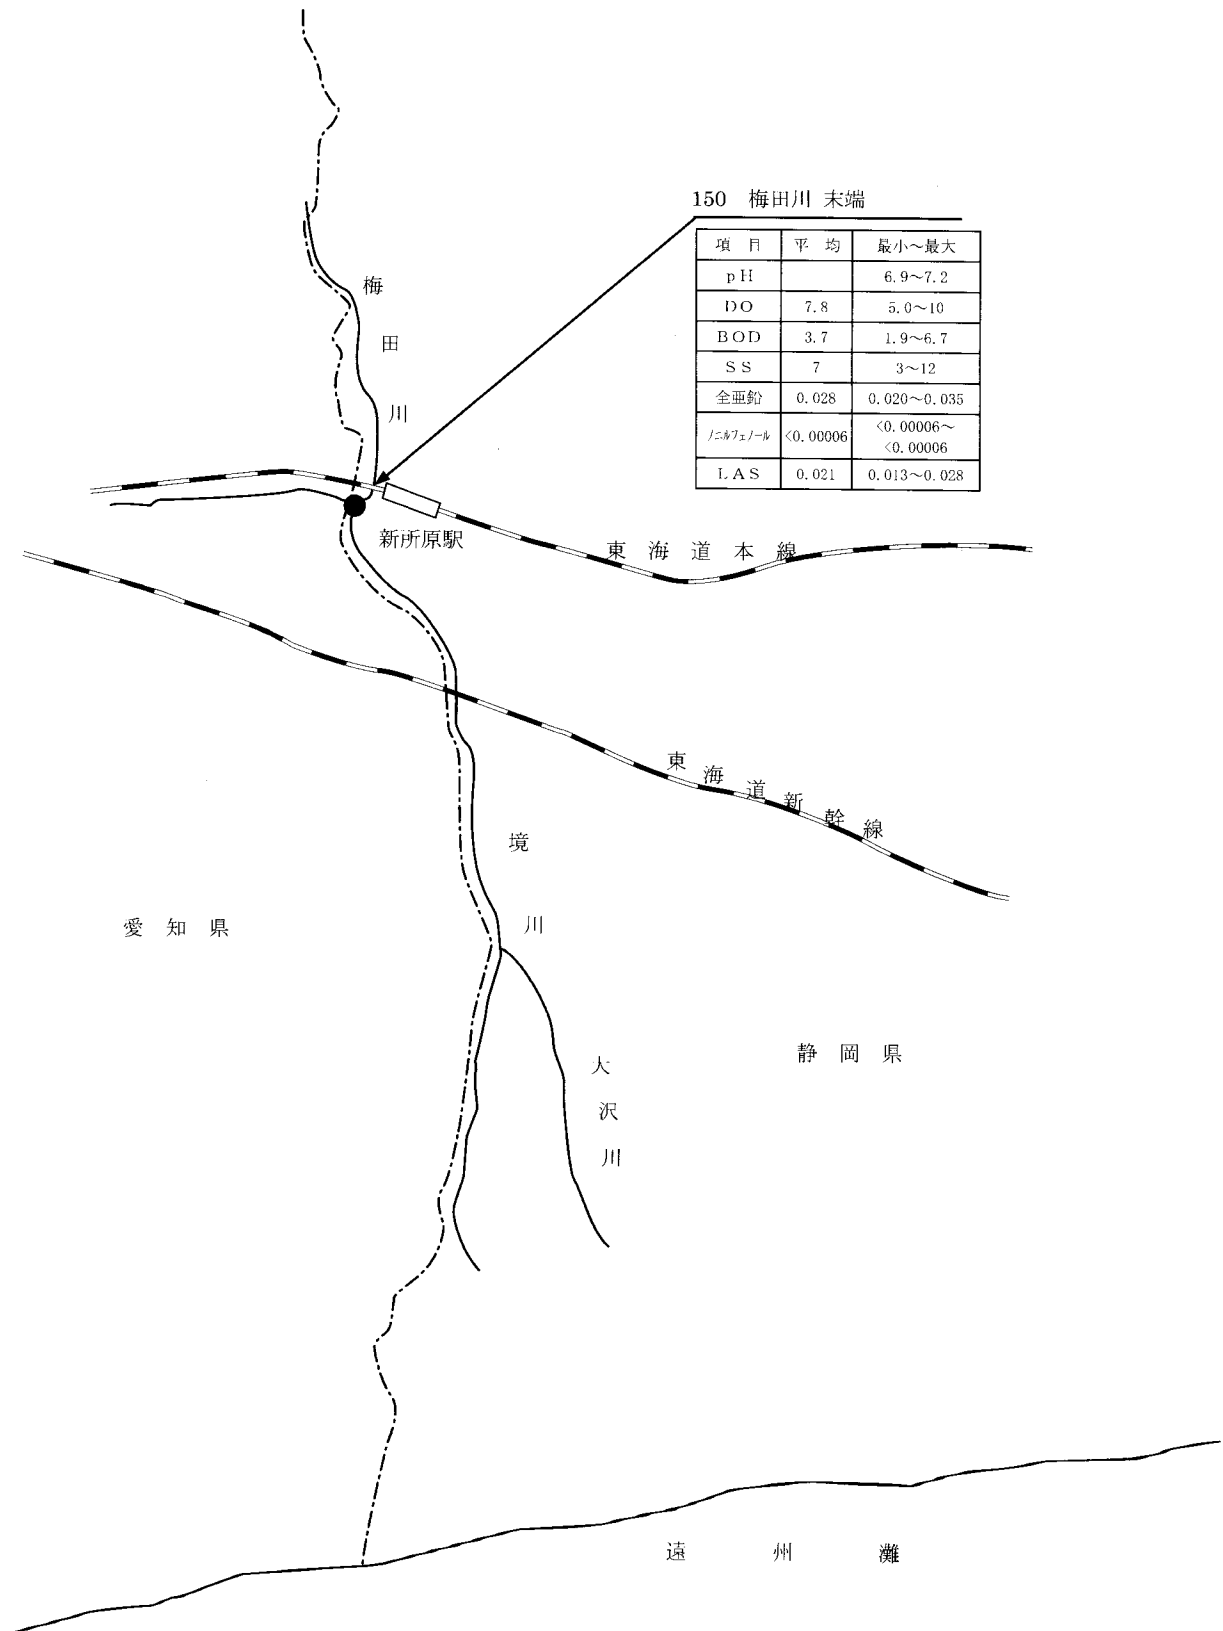 150 梅田川 末端
項 目 平 均 最小～最大
pH 6.9～7.2
DO 7.8 5.0～10
BOD 3.7 1.9～6.7
SS 7 3～12
全亜鉛 0.028 0.020～0.035
ノニルフェノール <0.00006 <0.00006～
<0.00006
LAS 0.021 0.013～0.028
梅田川
新所原駅
東海道本線
東海道新幹線
境川
愛知県
静岡県
大沢川
遠州灘